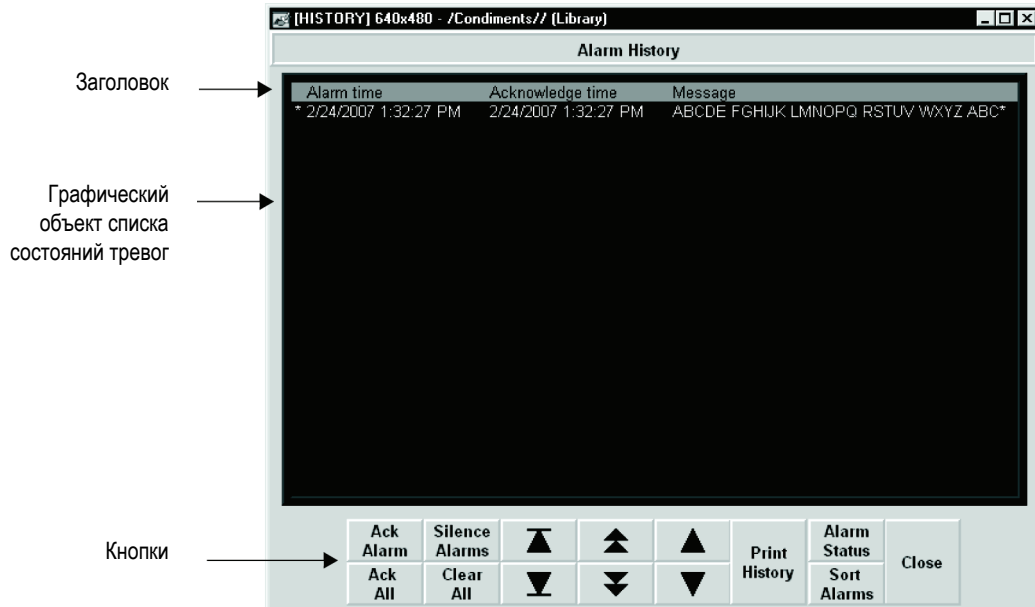 [HISTORY] 640x480 - /Condiments// (Library)
Alarm History
Заголовок
Alarm time Acknowledge time Message
* 2/24/2007 1:32:27 PM 2/24/2007 1:32:27 PM ABCDE FGHIJK LMNOPQ RSTUV WXYZ ABC*
Графический
объект списка
состояний тревог
Кнопки
Ack
Alarm
Silence
Alarms
Ack
All
Clear
All
Print
History
Alarm
Status
Sort
Alarms
Close